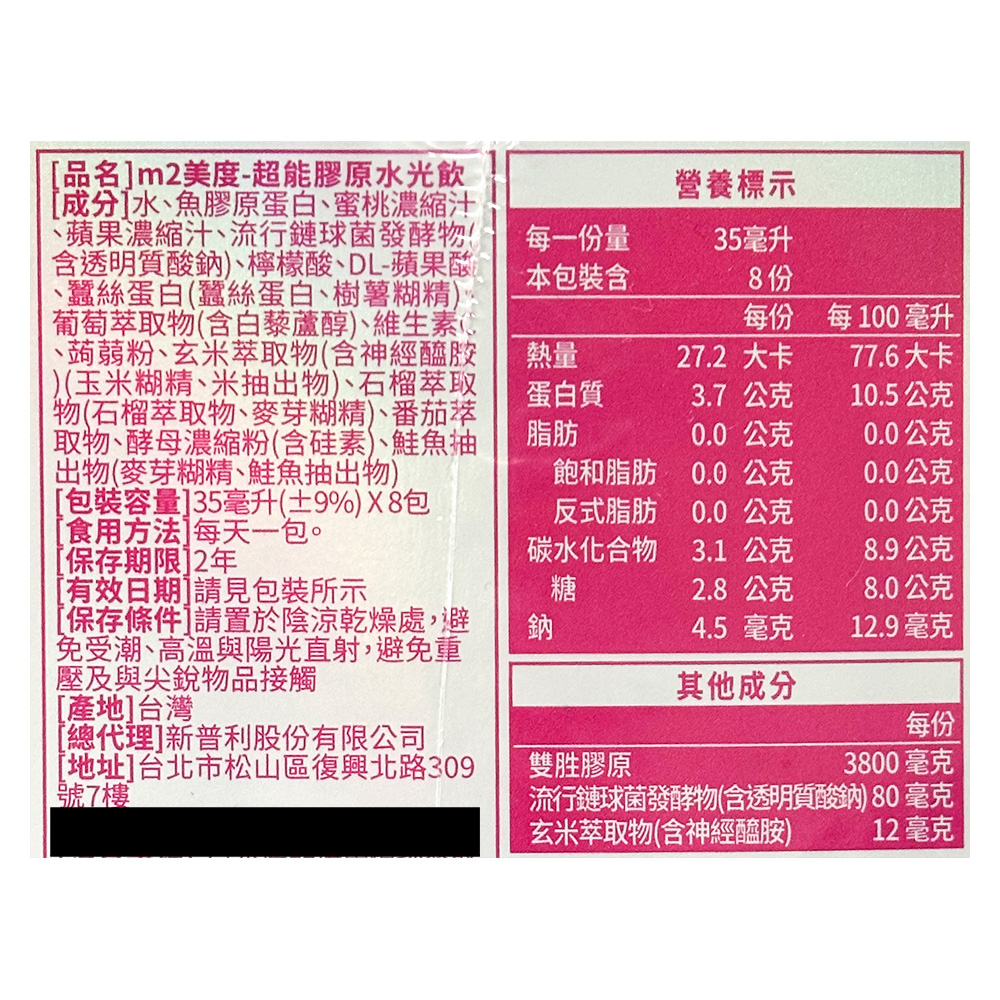 [品名]m2美度-超能膠原水光飲
[成分]水、魚膠原蛋白、蜜桃濃縮汁
、蘋果濃縮汁、流行鏈球菌發酵物(
含透明質酸鈉)、檸檬酸、DL-蘋果酸
、蠶絲蛋白(蠶絲蛋白、樹薯糊精)、
葡萄萃取物(含白藜蘆醇)、維生素C
、蒟蒻粉、玄米萃取物(含神經醯胺
)(玉米糊精、米抽出物)、石榴萃取
物(石榴萃取物、麥芽糊精)、番茄萃
取物、酵母濃縮粉(含硅素)、鮭魚抽
出物(麥芽糊精、鮭魚抽出物)
[包裝容量]35毫升(±9%)X8包
[食用方法]每天一包。
[保存期限]2年
[有效日期]請見包裝所示
[保存條件]請置於陰涼乾燥處,避
免受潮、高溫與陽光直射,避免重
壓及與尖銳物品接觸
[產地]台灣
[總代理]新普利股份有限公司
[地址]台北市松山區復興北路309
號7樓
營養標示
每一份量 35毫升
本包裝含 8份
每份 每100毫升
熱量 27.2 大卡 77.6大卡
蛋白質 3.7 公克 10.5公克
脂肪 0.0 公克 0.0公克
飽和脂肪 0.0 公克 0.0公克
反式脂肪 0.0 公克 0.0公克
碳水化合物 3.1 公克 8.9公克
糖 2.8 公克 8.0公克
鈉 4.5 毫克 12.9毫克
其他成分
每份
雙胜膠原 3800毫克
流行鏈球菌發酵物(含透明質酸鈉) 80毫克
玄米萃取物(含神經醯胺) 12毫克